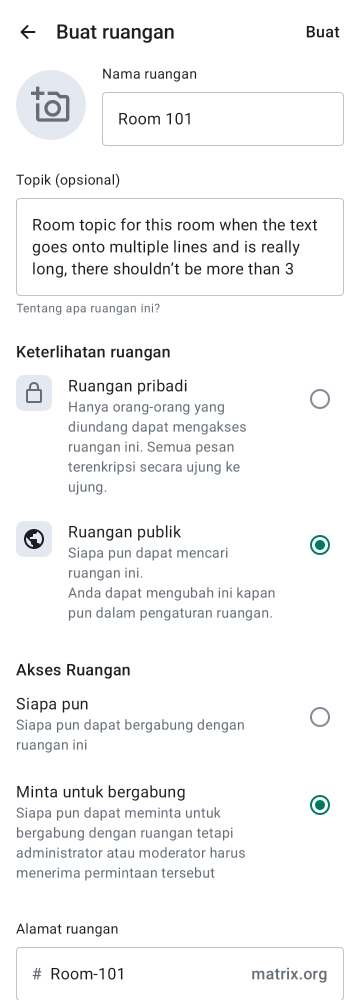 Buat ruangan
Buat
Nama ruangan
Room 101
Topik (opsional)
Room topic for this room when the text
goes onto multiple lines and is really
long, there shouldn’t be more than 3
Tentang apa ruangan ini?
Keterlihatan ruangan
Ruangan pribadi
Hanya orang-orang yang
diundang dapat mengakses
ruangan ini. Semua pesan
terenkripsi secara ujung ke
ujung.
Ruangan publik
Siapa pun dapat mencari
ruangan ini.
Anda dapat mengubah ini kapan
pun dalam pengaturan ruangan.
Akses Ruangan
Siapa pun
Siapa pun dapat bergabung dengan
ruangan ini
Minta untuk bergabung
Siapa pun dapat meminta untuk
bergabung dengan ruangan tetapi
administrator atau moderator harus
menerima permintaan tersebut
Alamat ruangan
# Room-101 matrix.org